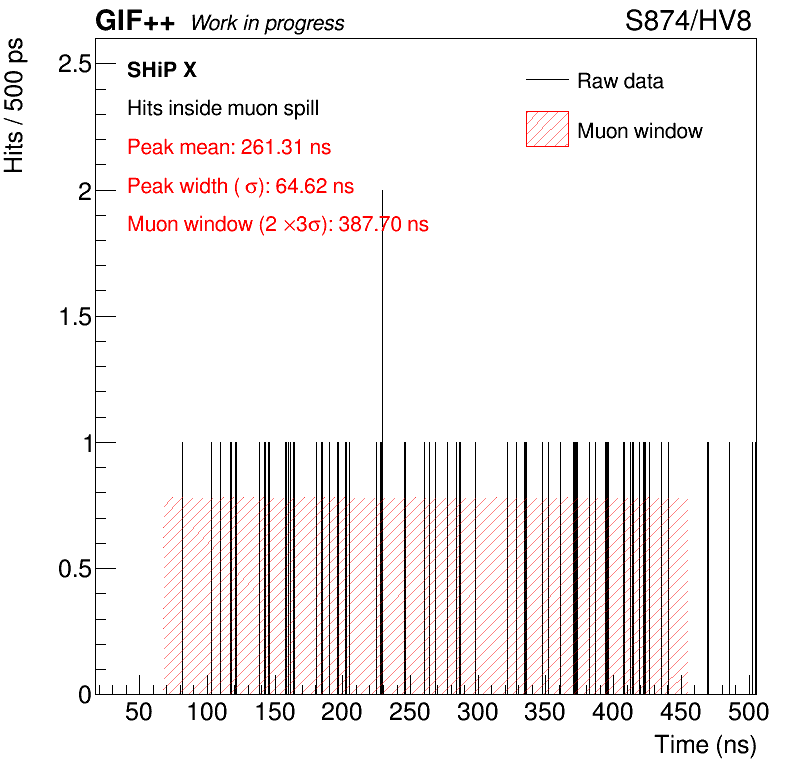 GIF++ Work in progress S874/HV8
Hits / 500 ps
SHiP X
Hits inside muon spill
Peak mean: 261.31 ns
Peak width ( σ): 64.62 ns
Muon window (2 ×3σ): 387.70 ns
Raw data
Muon window
2.5
2
1.5
1
0.5
0
50 100 150 200 250 300 350 400 450 500
Time (ns)